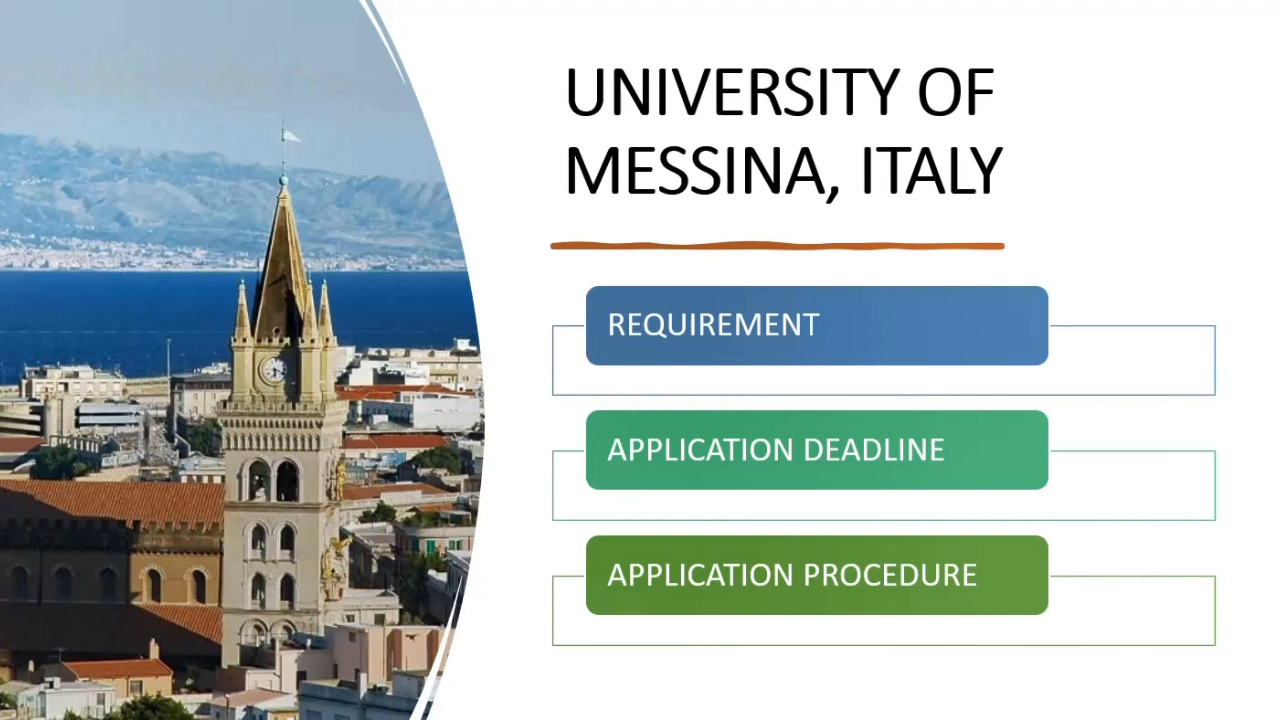 UNIVERSITY OF
MESSINA, ITALY
REQUIREMENT
APPLICATION DEADLINE
APPLICATION PROCEDURE